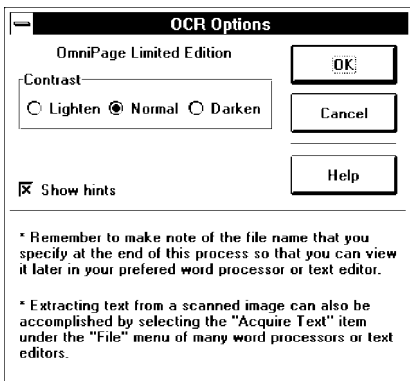 OCR Options
OmniPage Limited Edition
OK
Contrast
Lighten Normal Darken
Cancel
Help
Show hints
* Remember to make note of the file name that you
specify at the end of this process so that you can view
it later in your prefered word processor or text editor.
* Extracting text from a scanned image can also be
accomplished by selecting the "Acquire Text" item
under the "File" menu of many word processors or text
editors.